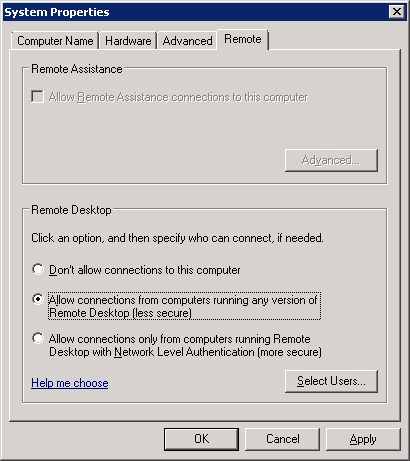 System Properties
Computer Name
Hardware
Advanced
Remote
Remote Assistance
Allow Remote Assistance connections to this computer
Advanced...
Remote Desktop
Click an option, and then specify who can connect, if needed.
Don't allow connections to this computer
Allow connections from computers running any version of
Remote Desktop (less secure)
Allow connections only from computers running Remote
Desktop with Network Level Authentication (more secure)
Help me choose
Select Users...
OK
Cancel
Apply